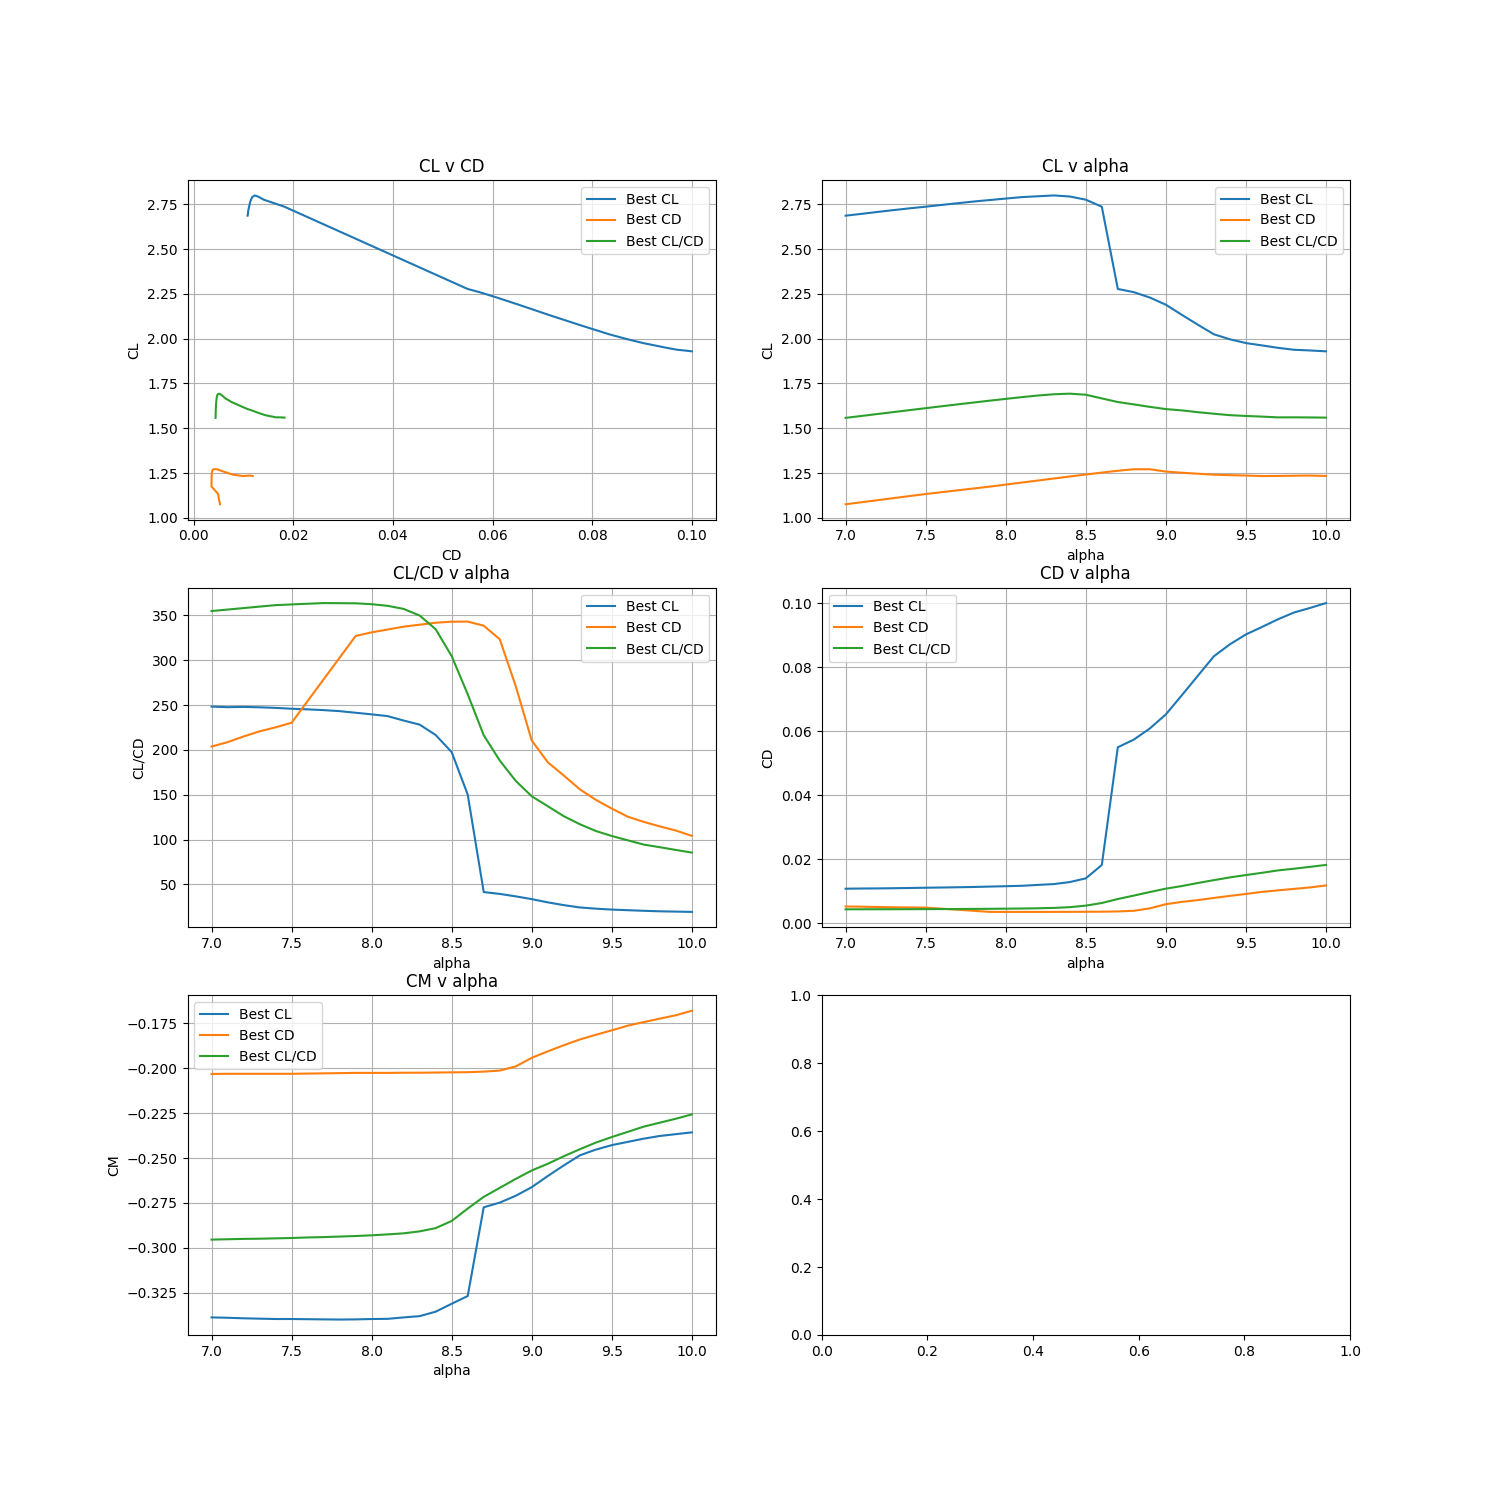 CL v CD
2.75
2.50
2.25
2.00
1.75
1.50
1.25
1.00
CL
Best CL
Best CD
Best CL/CD
0.00 0.02 0.04 0.06 0.08 0.10
CD
CL v alpha
2.75
2.50
2.25
2.00
1.75
1.50
1.25
1.00
CL
Best CL
Best CD
Best CL/CD
7.0 7.5 8.0 8.5 9.0 9.5 10.0
alpha
CL/CD v alpha
350
300
250
200
150
100
50
CL/CD
Best CL
Best CD
Best CL/CD
7.0 7.5 8.0 8.5 9.0 9.5 10.0
alpha
CD v alpha
0.10
0.08
0.06
0.04
0.02
0.00
CD
Best CL
Best CD
Best CL/CD
7.0 7.5 8.0 8.5 9.0 9.5 10.0
alpha
CM v alpha
−0.175
−0.200
−0.225
−0.250
−0.275
−0.300
−0.325
CM
Best CL
Best CD
Best CL/CD
7.0 7.5 8.0 8.5 9.0 9.5 10.0
alpha
1.0
0.8
0.6
0.4
0.2
0.0
0.0 0.2 0.4 0.6 0.8 1.0